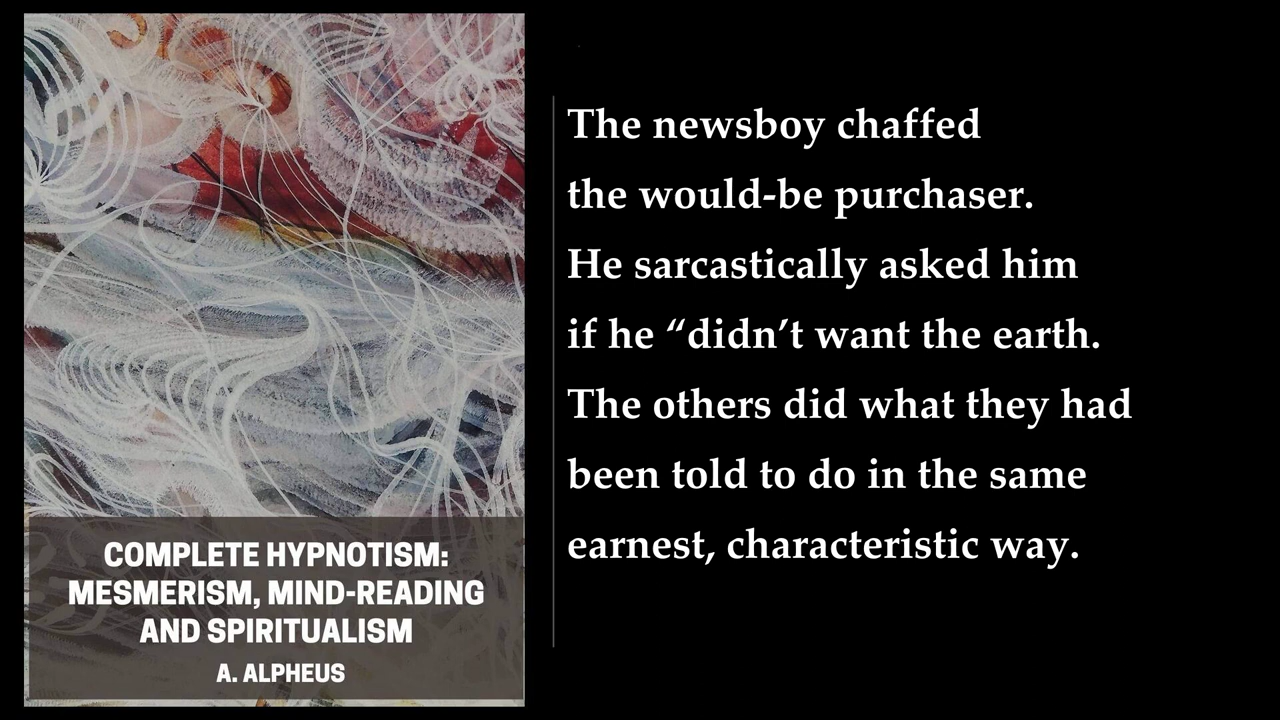 The newsboy chaffed
the would-be purchaser.
He sarcastically asked him
if he “didn’t want the earth.
The others did what they had
been told to do in the same
earnest, characteristic way.
COMPLETE HYPNOTISM:
MESMERISM, MIND-READING
AND SPIRITUALISM
A. ALPHEUS